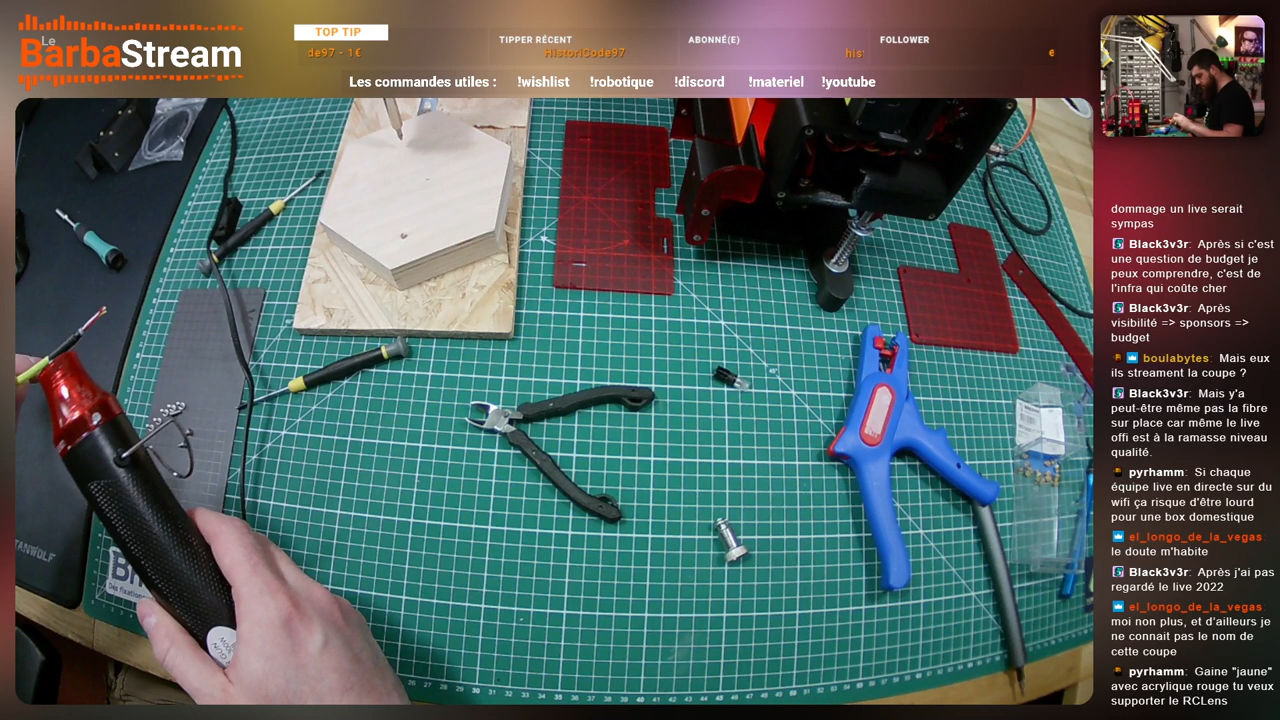 Le
BarbaStream
TOP TIP
de97 - 1€
TIPPER RÉCENT
HistoriCode97
ABONNÉ(E)
his
FOLLOWER
e
Les commandes utiles : !wishlist !robotique !discord !materiel !youtube
dommage un live serait
sympas
Black3v3r: Après si c'est
une question de budget je
peux comprendre, c'est de
l'infra qui coûte cher
Black3v3r: Après
visibilité => sponsors =>
budget
boulabytes: Mais eux
ils streament la coupe ?
Black3v3r: Mais y'a
peut-être même pas la fibre
sur place car même le live
offi est à la ramasse niveau
qualité.
pyrhamm: Si chaque
équipe live en directe sur du
wifi ça risque d'être lourd
pour une box domestique
el_longo_de_la_vegas:
le doute m'habite
Black3v3r: Après j'ai pas
regardé le live 2022
el_longo_de_la_vegas:
moi non plus, et d'ailleurs je
ne connait pas le nom de
cette coupe
pyrhamm: Gaine "jaune"
avec acrylique rouge tu veux
supporter le RCLens